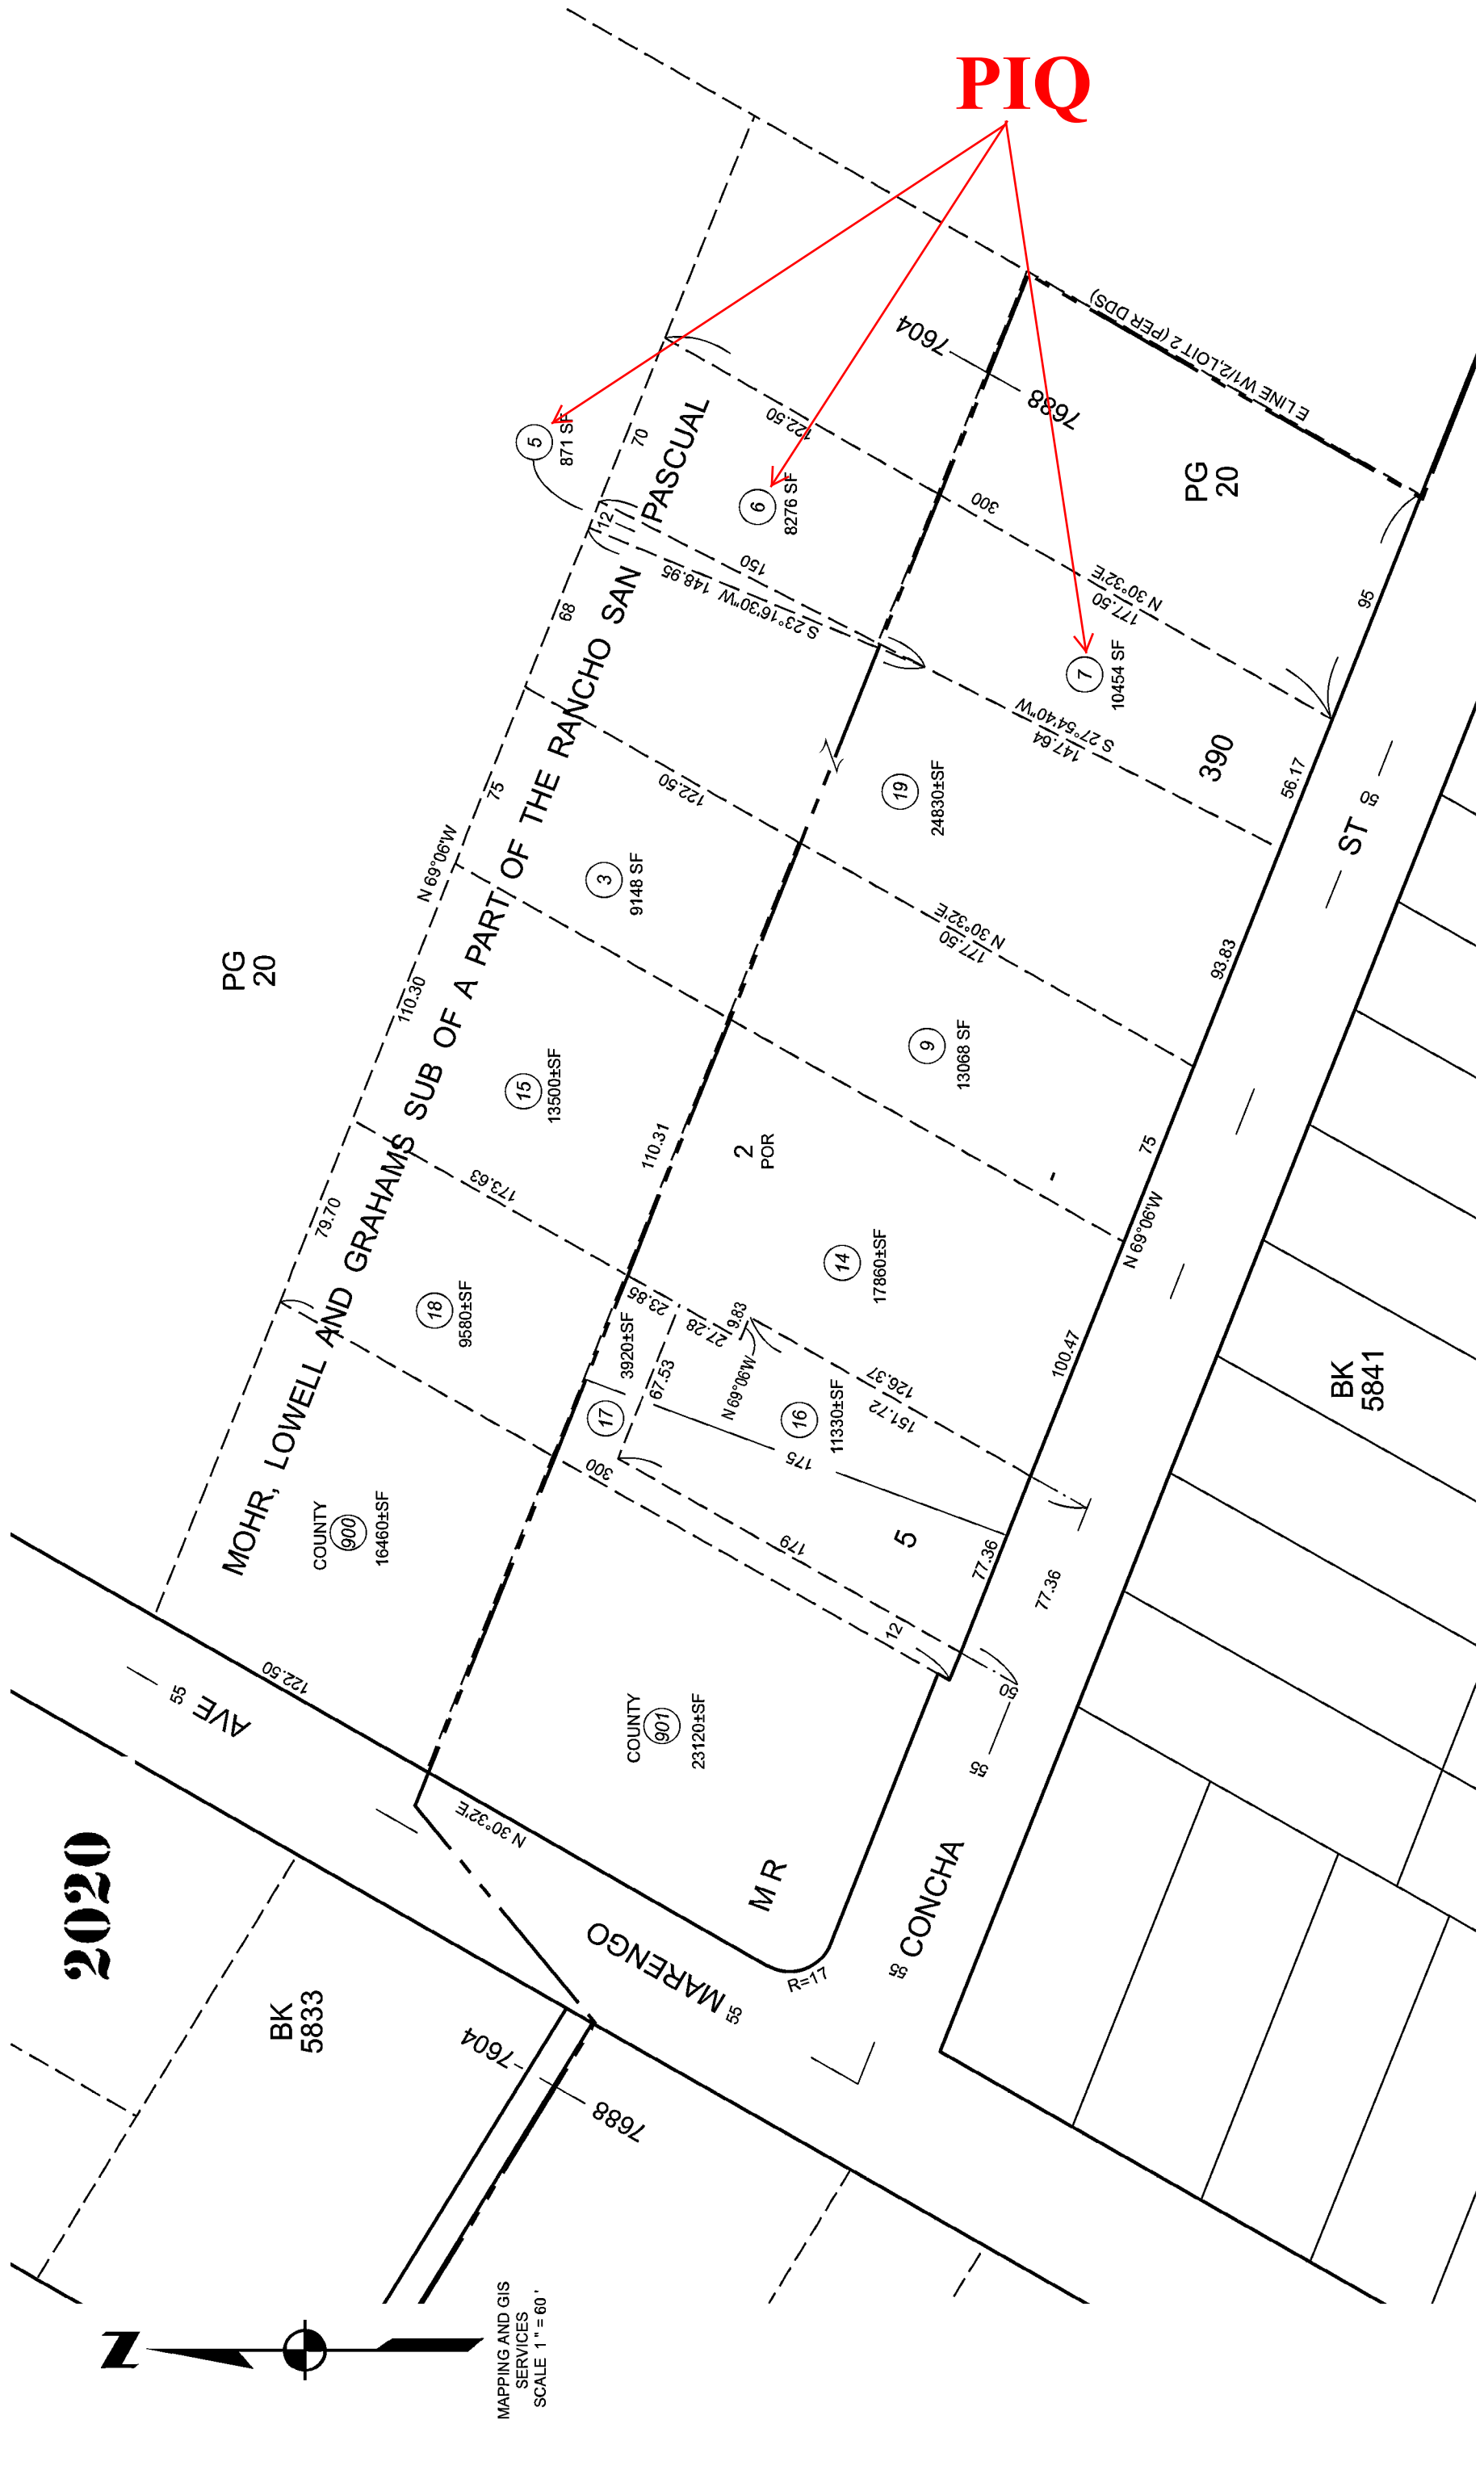 PIQ
7604
7688
E LINE W1/2,LOIT 2 (PER DDS)
5
871 SF
70
122.50
PASCUAL
12
6
8276 SF
300
PG
20
150
S 23°16'30"W 148.95
68
N 30°32'E
177.50
95
7
10454 SF
S 27°54'40"W
147.64
390
56.17
ST 50
75
122.50
19
24830±SF
N 69°06'W
3
9148 SF
MOHR, LOWELL AND GRAHAMS SUB OF A PART OF THE RANCHO SAN
N 30°32'E
177.50
93.83
PG
20
110.30
9
13068 SF
15
13500±SF
110.31
2
POR
75
N 69°06'W
173.63
79.70
14
17860±SF
18
9580±SF
23.85
27.28
9.83
3920±SF
67.53
N 69°06'W
126.37
151.72
100.47
BK
5841
17
16
11330±SF
175
300
COUNTY
900
16460±SF
179
5
77.36
77.36
12
50
55
122.50
55
AVE
COUNTY
901
23120±SF
N 30°32'E
2020
M R
55 CONCHA
MARENGO
55
R=17
BK
5833
7604
7688
N
MAPPING AND GIS
SERVICES
SCALE 1 " = 60 '